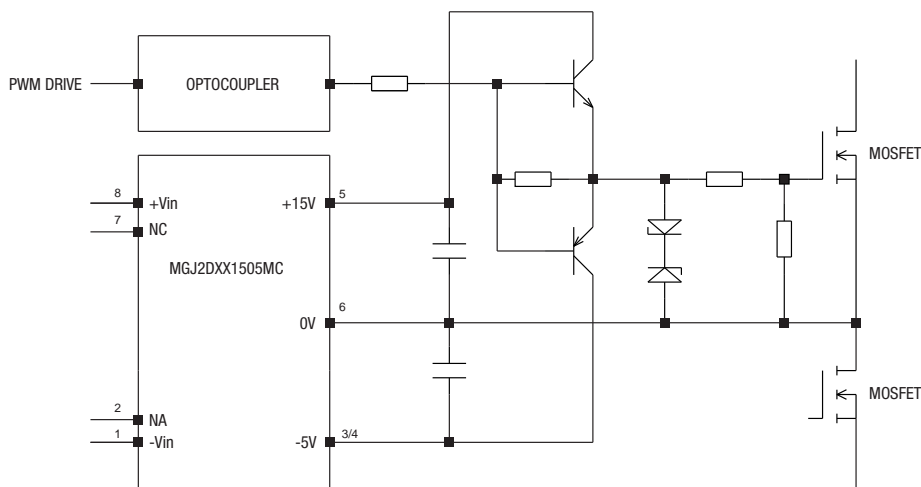 PWM DRIVE
OPTOCOUPLER
MOSFET
8
+Vin
+15V
5
7
NC
MGJ2DXX1505MC
6
0V
MOSFET
2
NA
1
-Vin
-5V
3/4